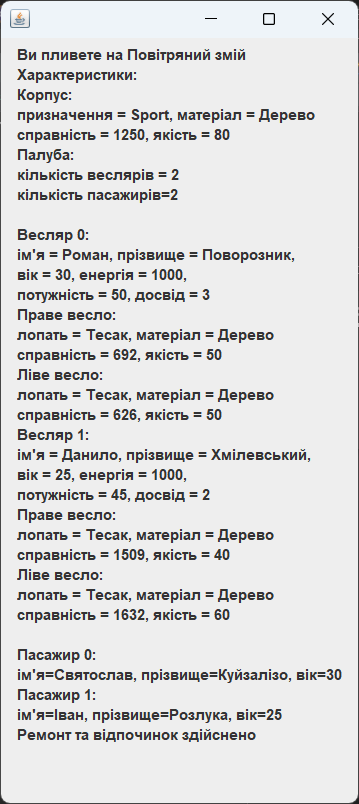 Ви пливете на Повітряний змій
Характеристики:
Корпус:
призначення = Sport, матеріал = Дерево
справність = 1250, якість = 80
Палуба:
кількість веслярів = 2
кількість пасажирів=2
Весляр 0:
ім'я = Роман, прізвище = Поворозник,
вік = 30, енергія = 1000,
потужність = 50, досвід = 3
Праве весло:
лопать = Тесак, матеріал = Дерево
справність = 692, якість = 50
Ліве весло:
лопать = Тесак, матеріал = Дерево
справність = 626, якість = 50
Весляр 1:
ім'я = Данило, прізвище = Хмілевський,
вік = 25, енергія = 1000,
потужність = 45, досвід = 2
Праве весло:
лопать = Тесак, матеріал = Дерево
справність = 1509, якість = 40
Ліве весло:
лопать = Тесак, матеріал = Дерево
справність = 1632, якість = 60
Пасажир 0:
ім'я=Святослав, прізвище=Куйзалізо, вік=30
Пасажир 1:
ім'я=Іван, прізвище=Розлука, вік=25
Ремонт та відпочинок здійснено